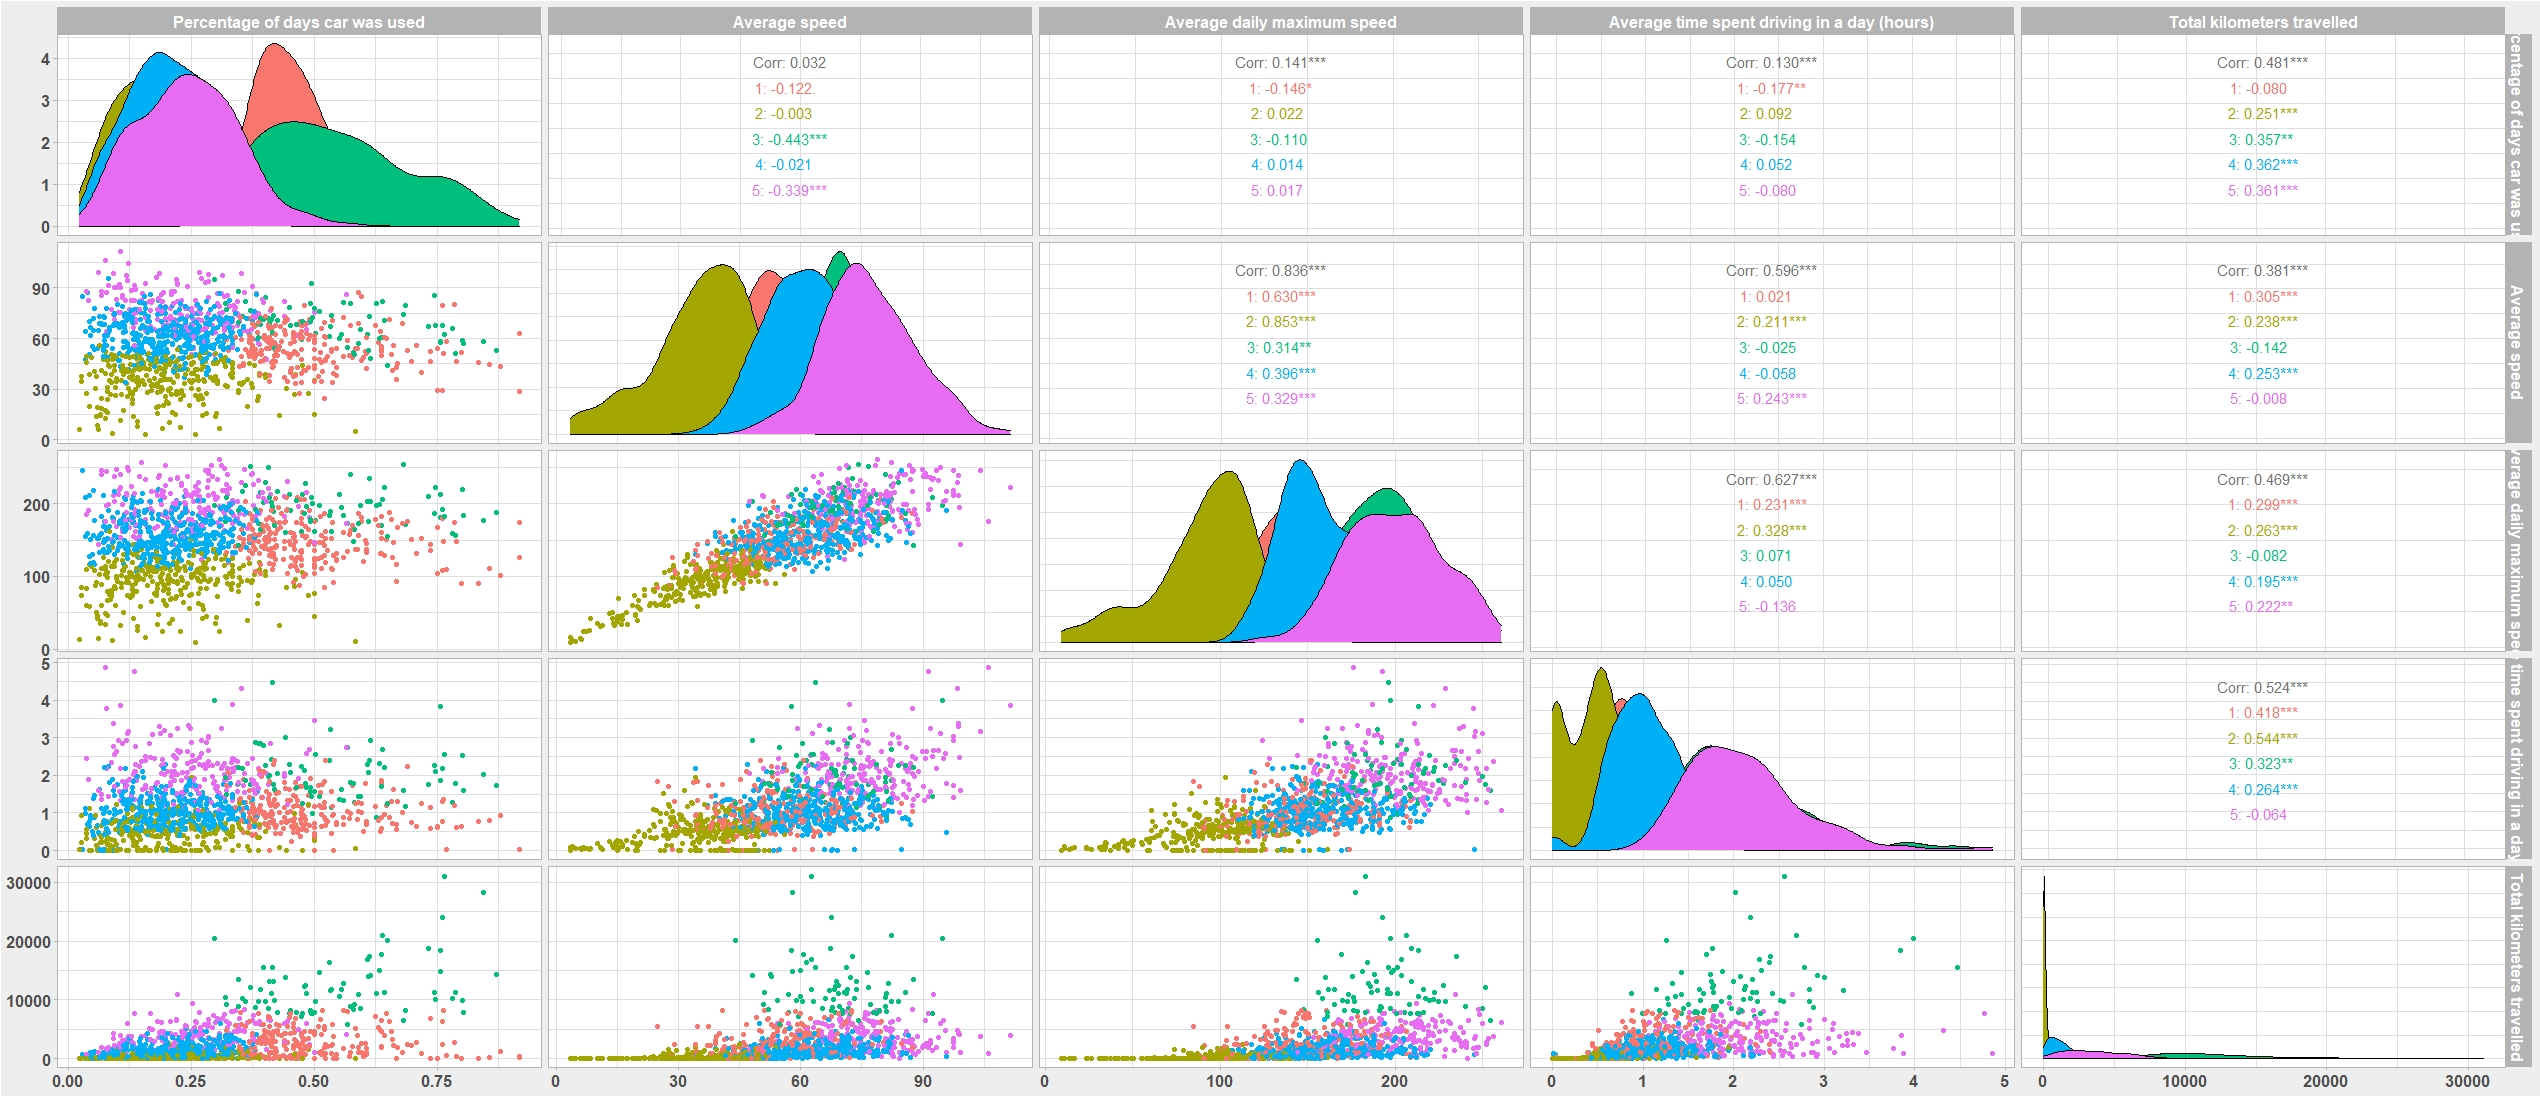 Percentage of days car was used
Average speed
Average daily maximum speed
Average time spent driving in a day (hours)
Total kilometers travelled
4
3
2
1
0
Corr: 0.032
1: -0.122.
2: -0.003
3: -0.443***
4: -0.021
5: -0.339***
Corr: 0.141***
1: -0.146*
2: 0.022
3: -0.110
4: 0.014
5: 0.017
Corr: 0.130***
1: -0.177**
2: 0.092
3: -0.154
4: 0.052
5: -0.080
Corr: 0.481***
1: -0.080
2: 0.251***
3: 0.357**
4: 0.362***
5: 0.361***
centage of days car was us
90
60
30
0
Corr: 0.836***
1: 0.630***
2: 0.853***
3: 0.314**
4: 0.396***
5: 0.329***
Corr: 0.596***
1: 0.021
2: 0.211***
3: -0.025
4: -0.058
5: 0.243***
Corr: 0.381***
1: 0.305***
2: 0.238***
3: -0.142
4: 0.253***
5: -0.008
Average speed
200
100
0
Corr: 0.627***
1: 0.231***
2: 0.328***
3: 0.071
4: 0.050
5: -0.136.
Corr: 0.469***
1: 0.299***
2: 0.263***
3: -0.082
4: 0.195***
5: 0.222**
verage daily maximum spee
5
4
3
2
1
0
Corr: 0.524***
1: 0.418***
2: 0.544***
3: 0.323**
4: 0.264***
5: -0.064
time spent driving in a day
30000
20000
10000
0
Total kilometers travelled
0.00 0.25 0.50 0.75
0 30 60 90
0 100 200
0 1 2 3 4 5
0 10000 20000 30000